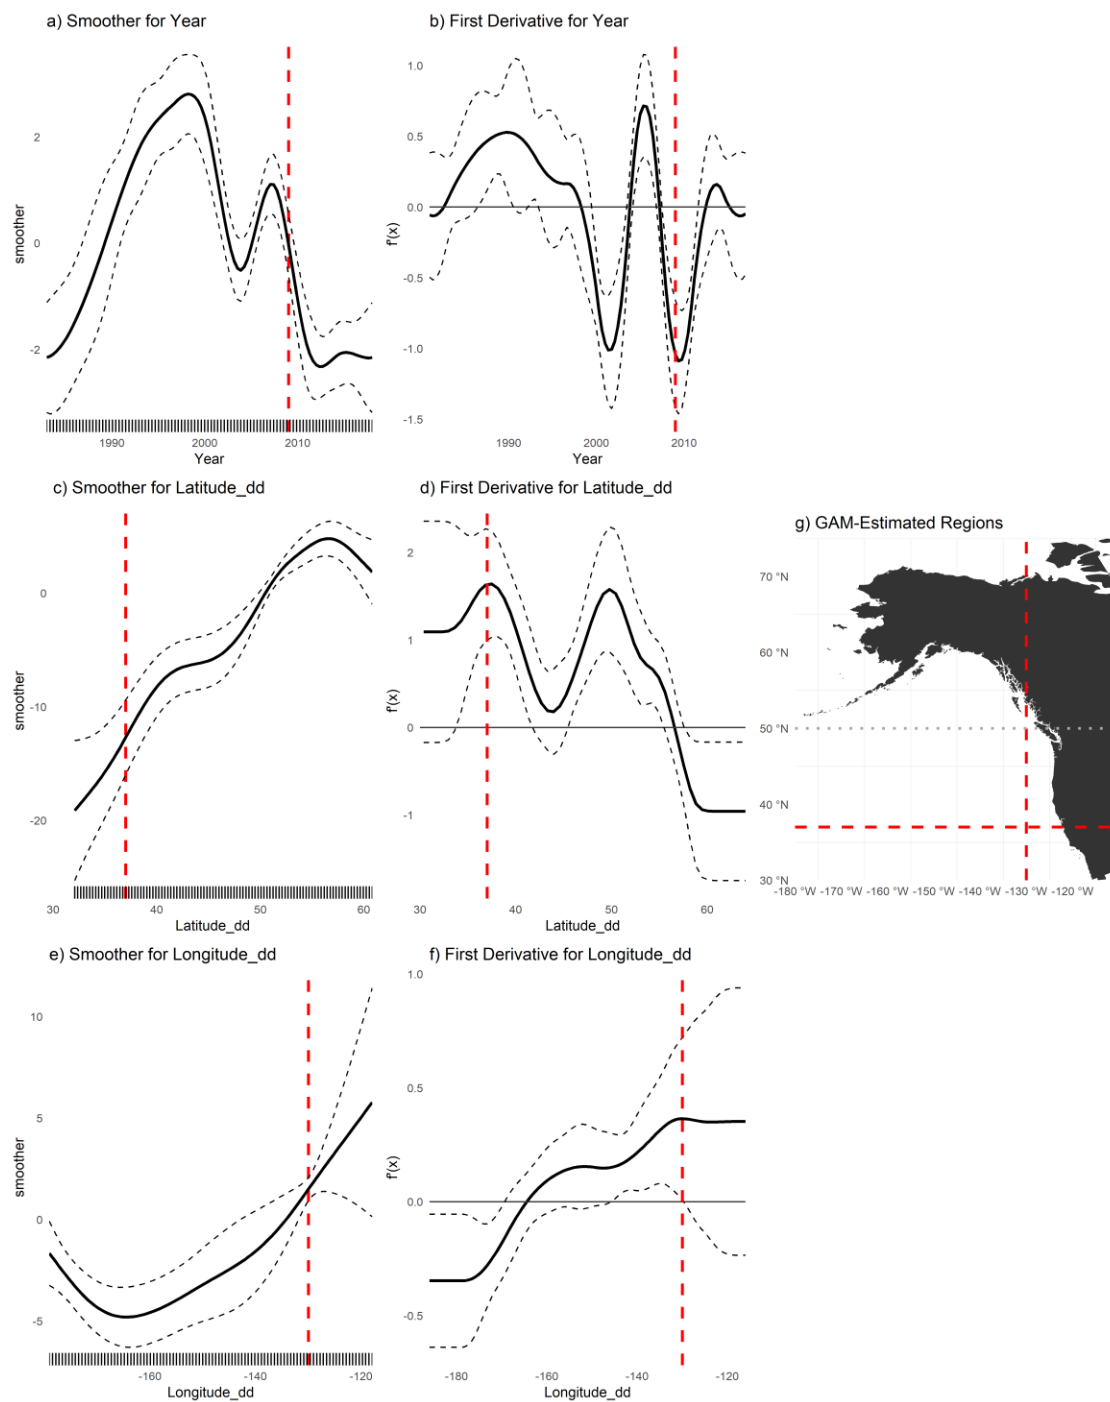 a) Smoother for Year
b) First Derivative for Year
smoother
2
0
-2
1990 2000 2010
Year
f'(x)
1.0
0.5
0.0
-0.5
-1.0
-1.5
1990 2000 2010
Year
c) Smoother for Latitude_dd
d) First Derivative for Latitude_dd
smoother
0
-10
-20
30 40 50 60
Latitude_dd
f'(x)
2
1
0
-1
30 40 50 60
Latitude_dd
g) GAM-Estimated Regions
70 °N
60 °N
50 °N
40 °N
30 °N
-180 °W -170 °W -160 °W -150 °W -140 °W -130 °W -120 °W
e) Smoother for Longitude_dd
f) First Derivative for Longitude_dd
smoother
10
5
0
-5
-160 -140 -120
Longitude_dd
f'(x)
1.0
0.5
0.0
-0.5
-180 -160 -140 -120
Longitude_dd